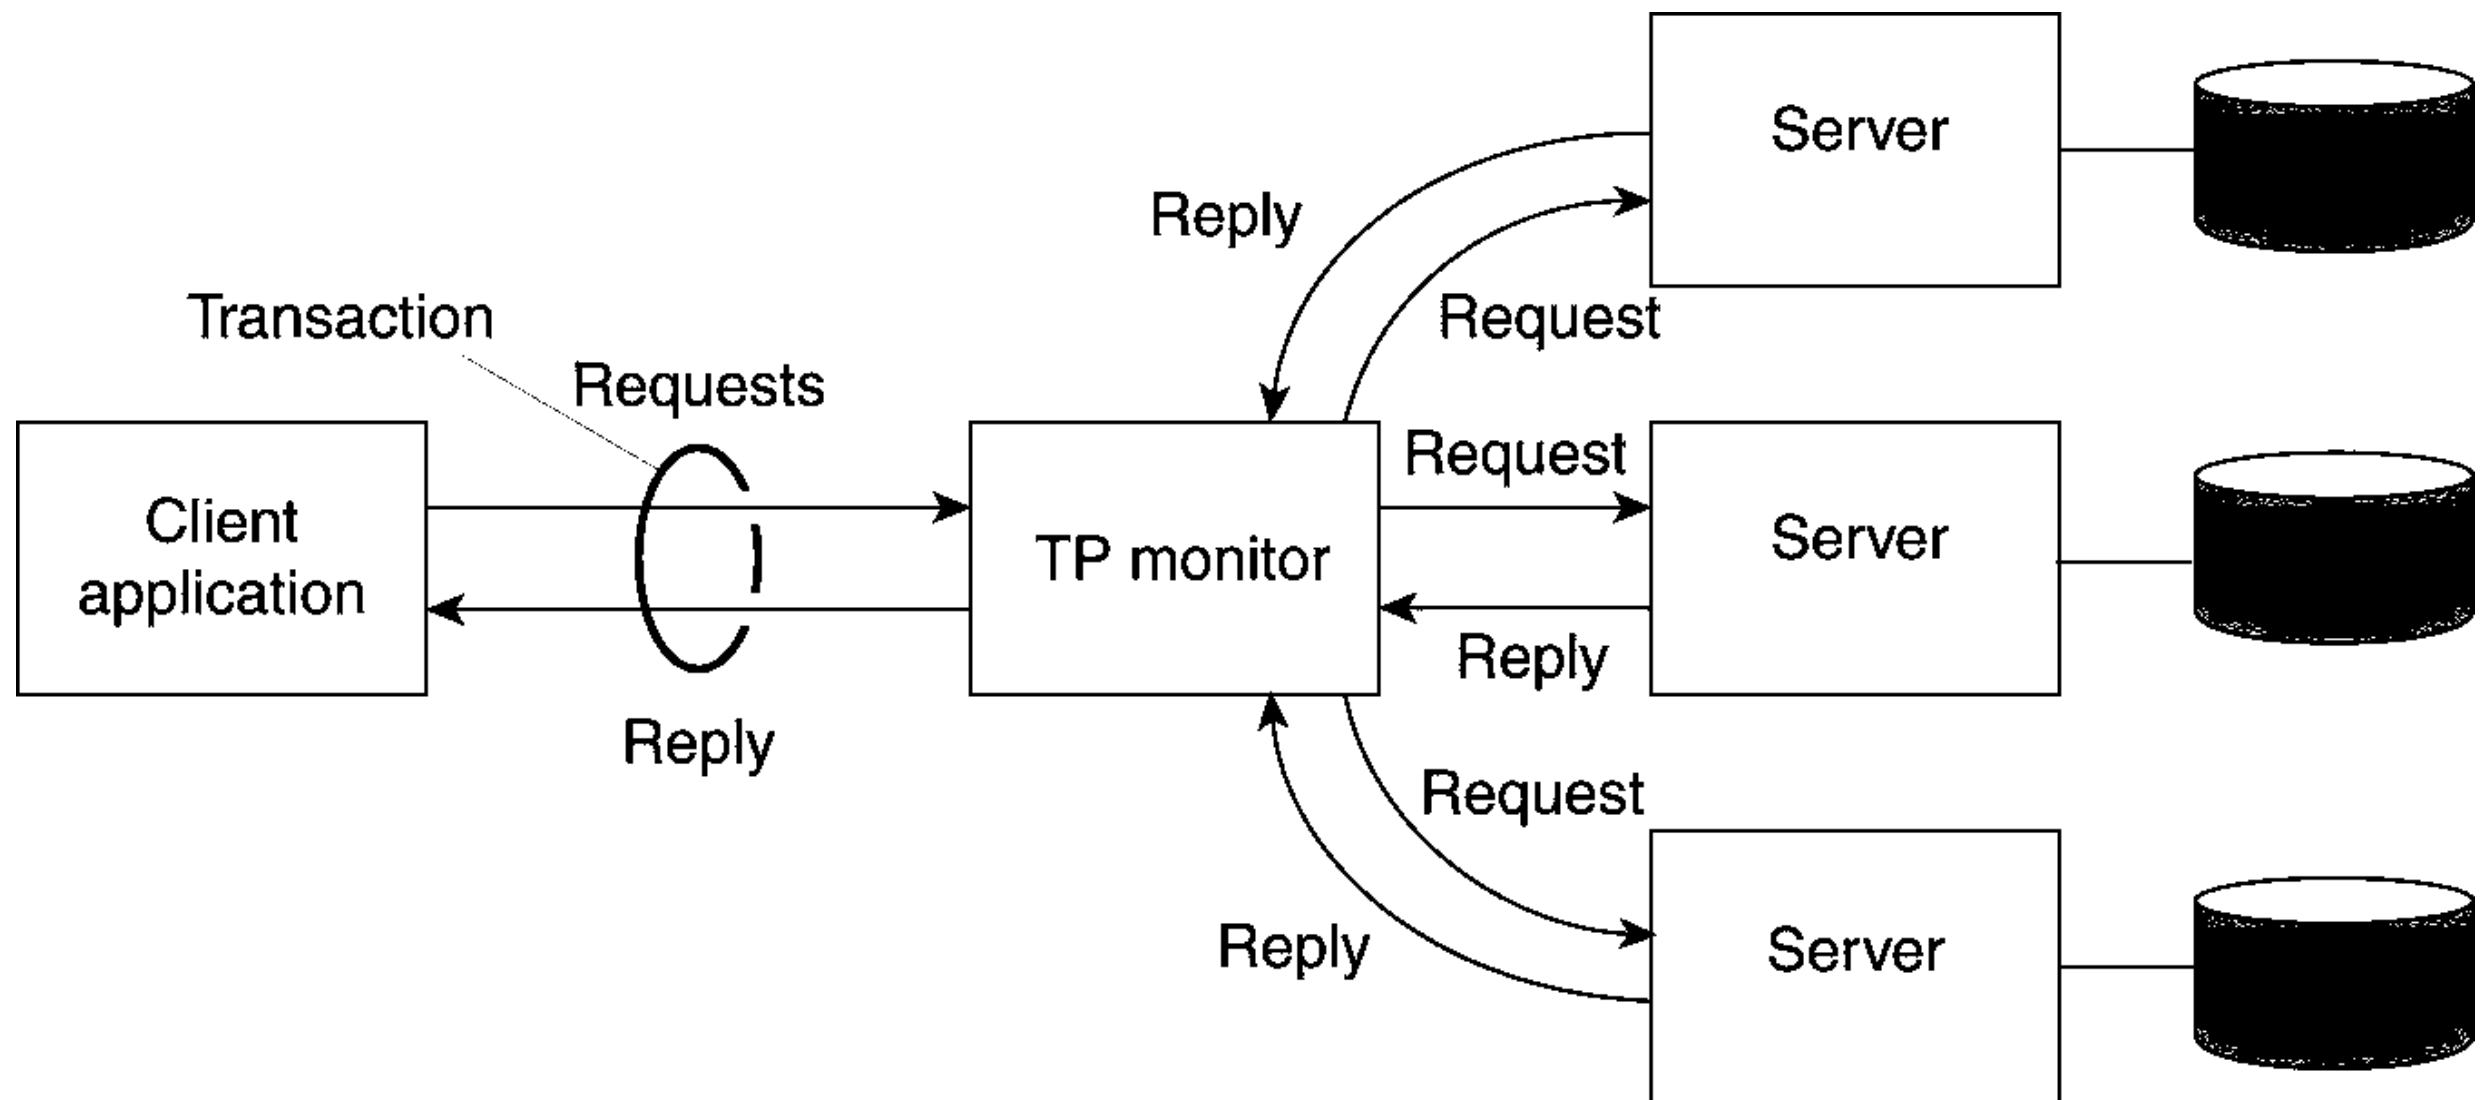 Server
Reply
Transaction
Request
Requests
Request
Client
application
TP monitor
Server
Reply
Reply
Request
Reply
Server